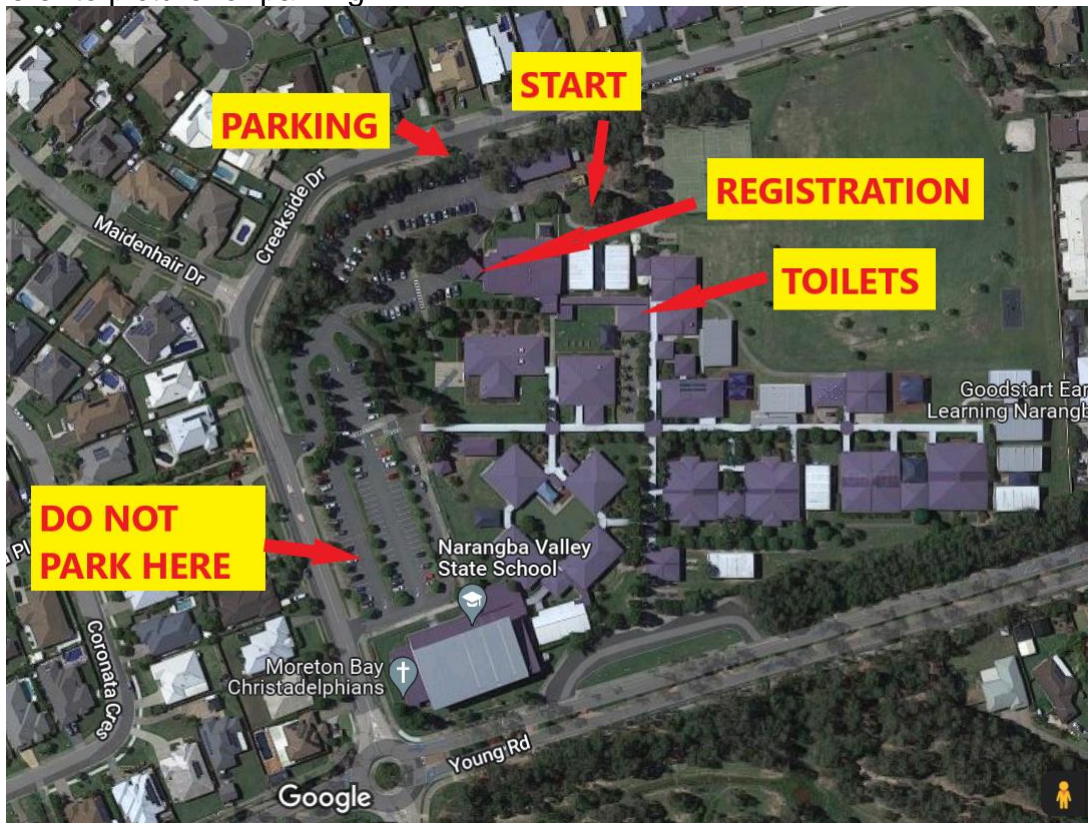 START
PARKING
REGISTRATION
Creekside Dr
Maidenhair Dr
TOILETS
Goodstart Ear
Learning Narangb
DO NOT
PARK HERE
Pl
Narangba Valley
State School
Moreton Bay
Christadelphians
Coronata Cres
Young Rd
Google